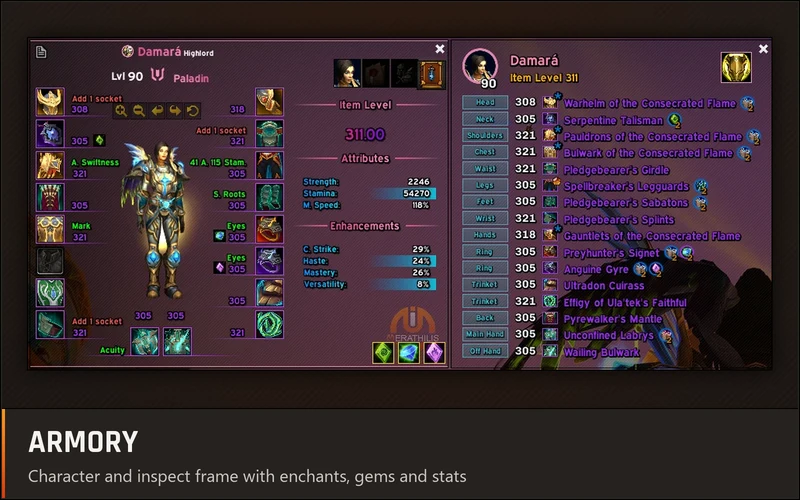 Damará Highlord
Lvl 90 Paladin
Add 1 socket
308
305
A. Swiftness
321
305
Mark
321
Add 1 socket
321
318
Add 1 socket
321
41 A. 115 Stam.
321
S. Roots
305
Eyes
305
Eyes
305
305
321
305 305
Acuity
Item Level
311.00
Attributes
Strength: 2246
Stamina: 54270
M. Speed: 118%
Enhancements
C. Strike: 29%
Haste: 24%
Mastery: 26%
Versatility: 8%
ERATHILIS
90
Damará
Item Level 311
Head 308 Warhelm of the Consecrated Flame
Neck 305 Serpentine Talisman
Shoulders 321 Pauldrons of the Consecrated Flame
Chest 321 Bulwark of the Consecrated Flame
Waist 321 Pledgebearer's Girdle
Legs 305 Spellbreaker's Legguards
Feet 305 Pledgebearer's Sabatons
Wrist 321 Pledgebearer's Splints
Hands 318 Gauntlets of the Consecrated Flame
Ring 305 Preyhunter's Signet
Ring 305 Anguine Gyre
Trinket 305 Ultradon Cuirass
Trinket 321 Effigy of Ula'tek's Faithful
Back 305 Pyrewalker's Mantle
Main Hand 305 Unconfined Labrys
Off Hand 305 Wailing Bulwark
ARMORY
Character and inspect frame with enchants, gems and stats